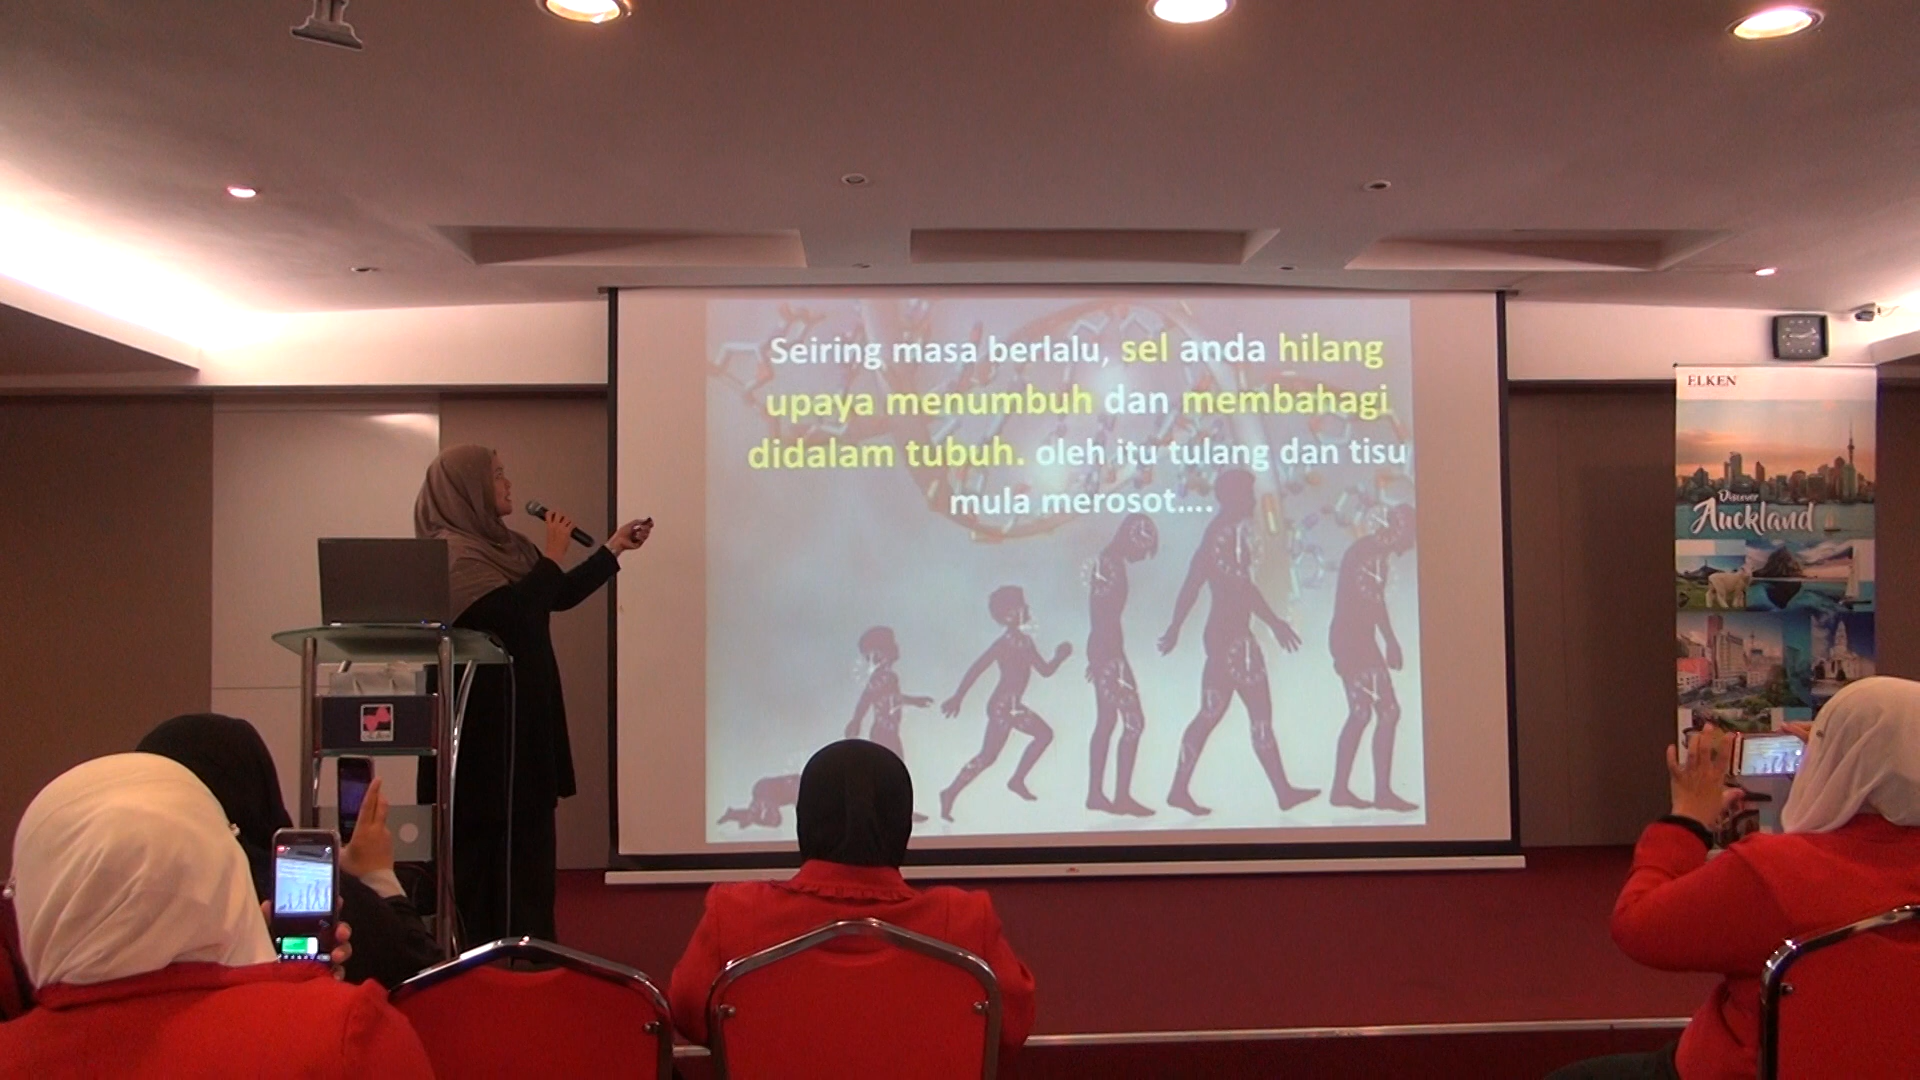 Seiring masa berlalu, sel anda hilang
upaya menumbuh dan membahagi
didalam tubuh. oleh itu tulang dan tisu
mula merosot....
ELKEN
Discover
Auckland